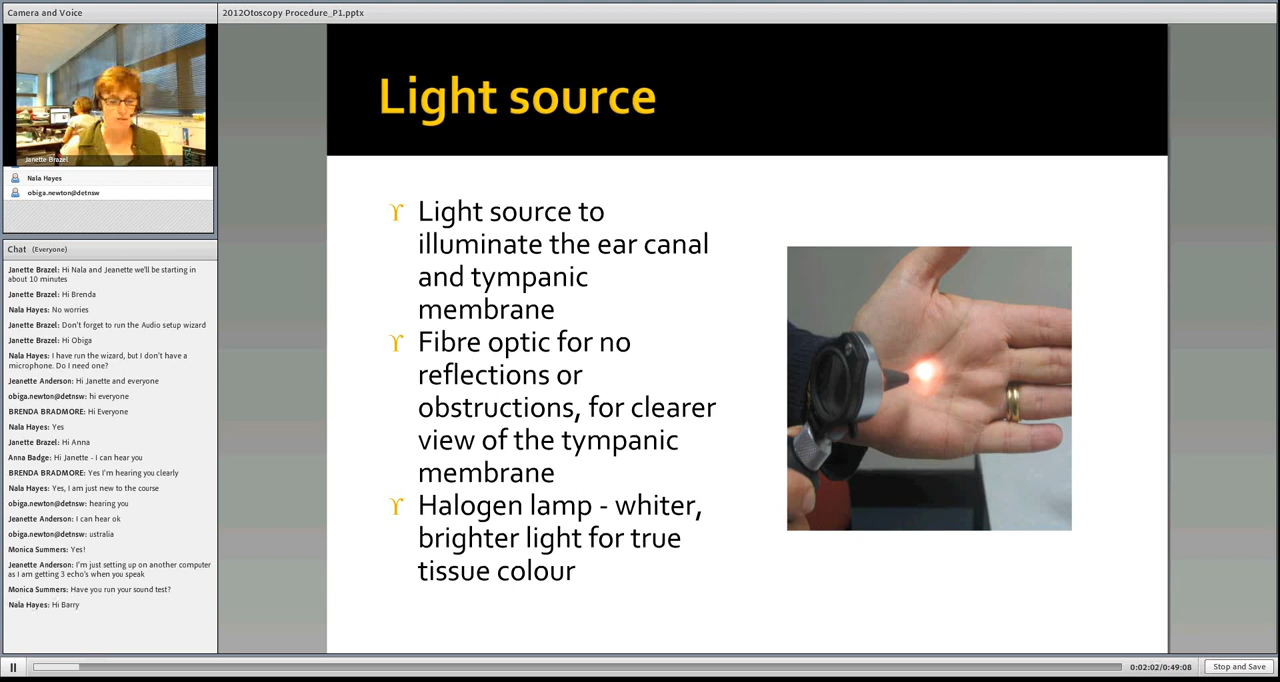 Camera and Voice
2012Otoscopy Procedure_P1.pptx
Janette Brazel
Nala Hayes
obiga.newton@detnsw
Chat (Everyone)
Janette Brazel: Hi Nala and Jeanette we'll be starting in
about 10 minutes
Janette Brazel: Hi Brenda
Nala Hayes: No worries
Janette Brazel: Don't forget to run the Audio setup wizard
Janette Brazel: Hi Obiga
Nala Hayes: I have run the wizard, but I don't have a
microphone. Do I need one?
Jeanette Anderson: Hi Janette and everyone
obiga.newton@detnsw: hi everyone
BRENDA BRADMORE: Hi Everyone
Nala Hayes: Yes
Janette Brazel: Hi Anna
Anna Badge: Hi Janette - I can hear you
BRENDA BRADMORE: Yes I'm hearing you clearly
Nala Hayes: Yes, I am just new to the course
obiga.newton@detnsw: hearing you
Jeanette Anderson: I can hear ok
obiga.newton@detnsw: ustralia
Monica Summers: Yes!
Jeanette Anderson: I'm just setting up on another computer
as I am getting 3 echo's when you speak
Monica Summers: Have you run your sound test?
Nala Hayes: Hi Barry
Light source
Light source to
illuminate the ear canal
and tympanic
membrane
Fibre optic for no
reflections or
obstructions, for clearer
view of the tympanic
membrane
Halogen lamp - whiter,
brighter light for true
tissue colour
0:02:02/0:49:08
Stop and Save